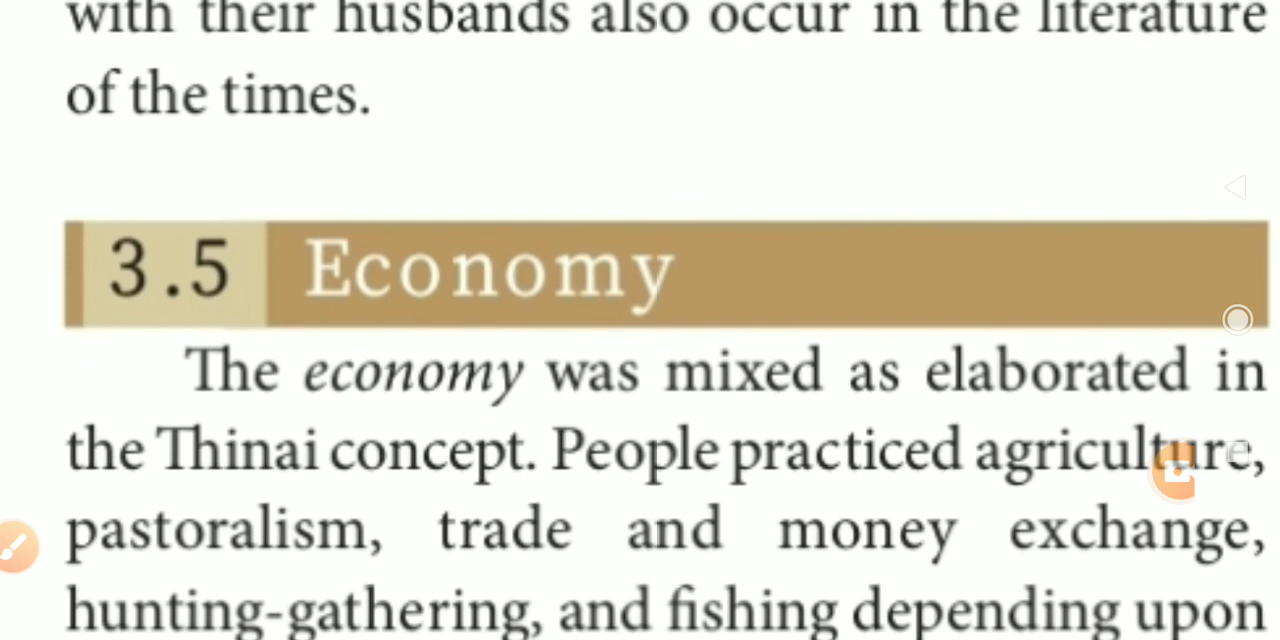 with their husbands also occur in the literature
of the times.
3.5 Economy
The economy was mixed as elaborated in
the Thinai concept. People practiced agriculture,
pastoralism, trade and money exchange,
hunting-gathering, and fishing depending upon